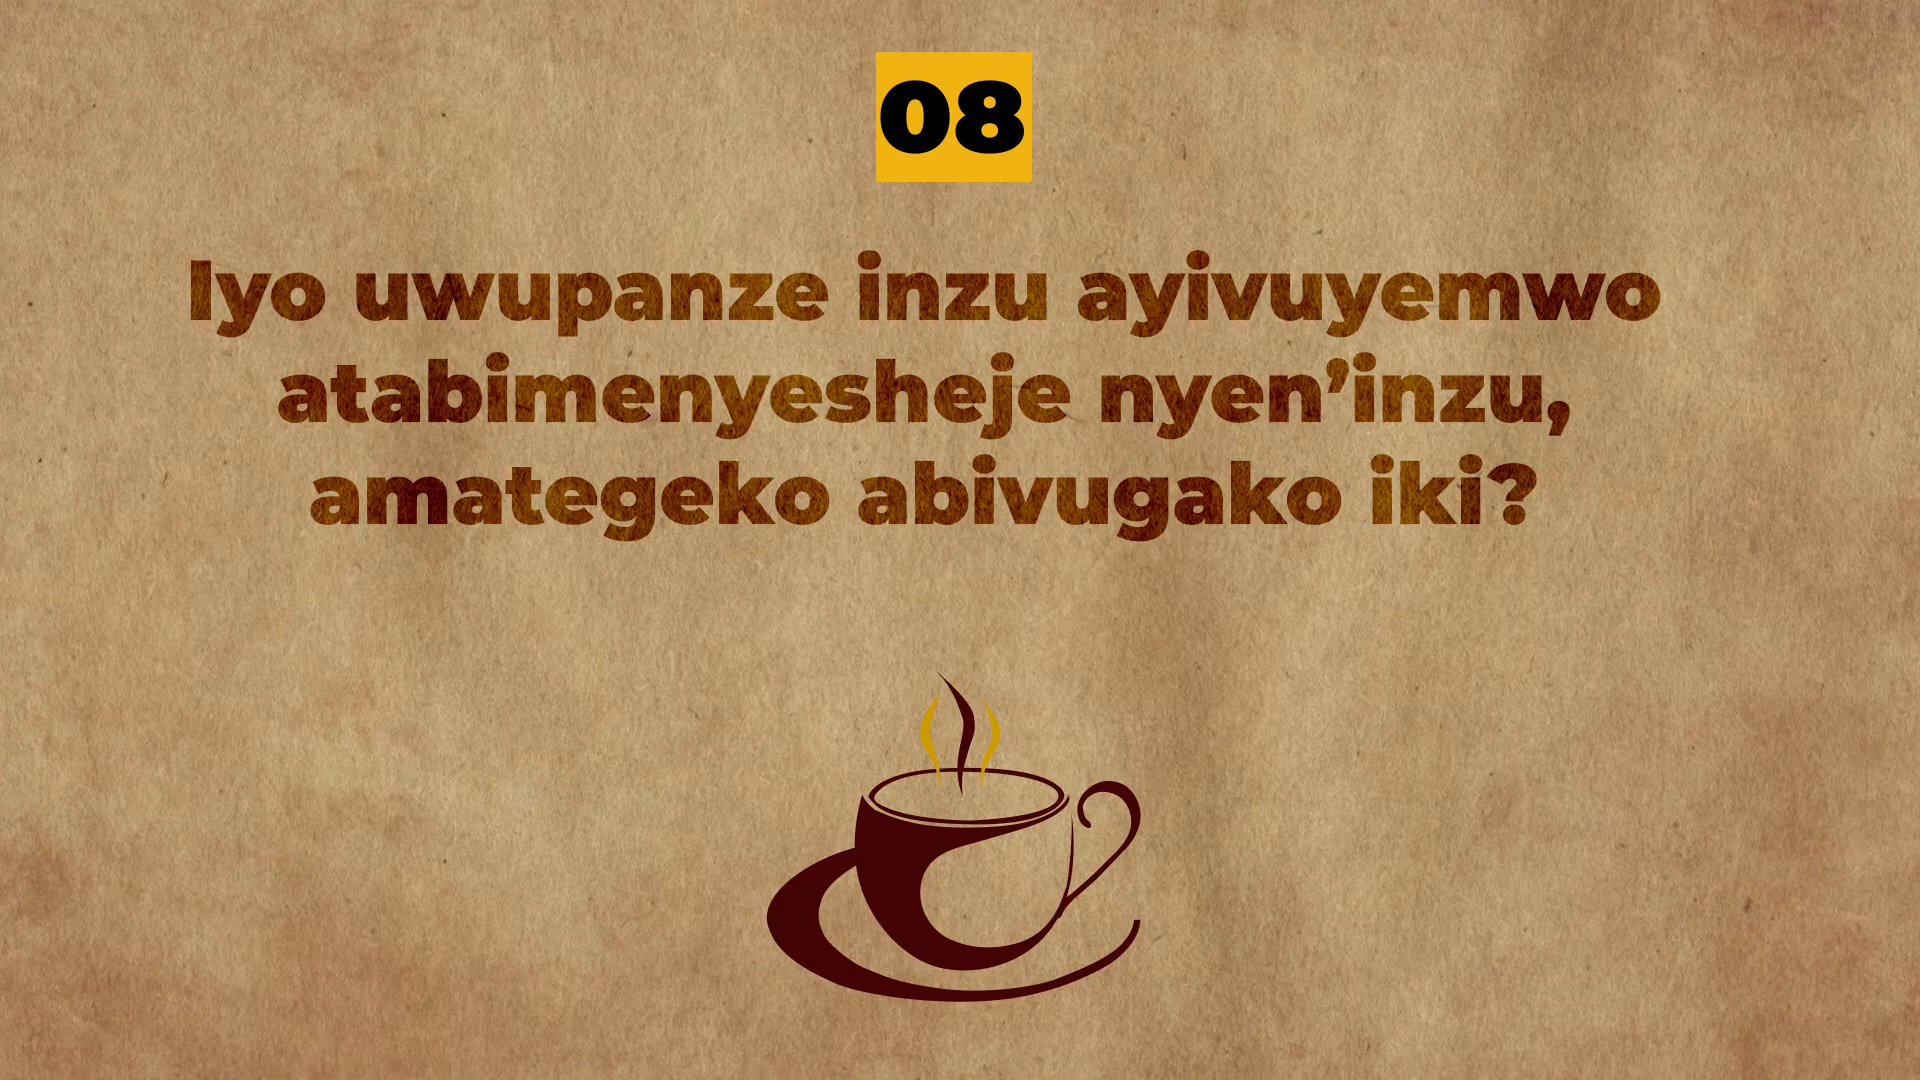 08
Iyo uwupanze inzu ayivuyemwo
atabimenyesheje nyen’inzu,
amategeko abivugako iki?